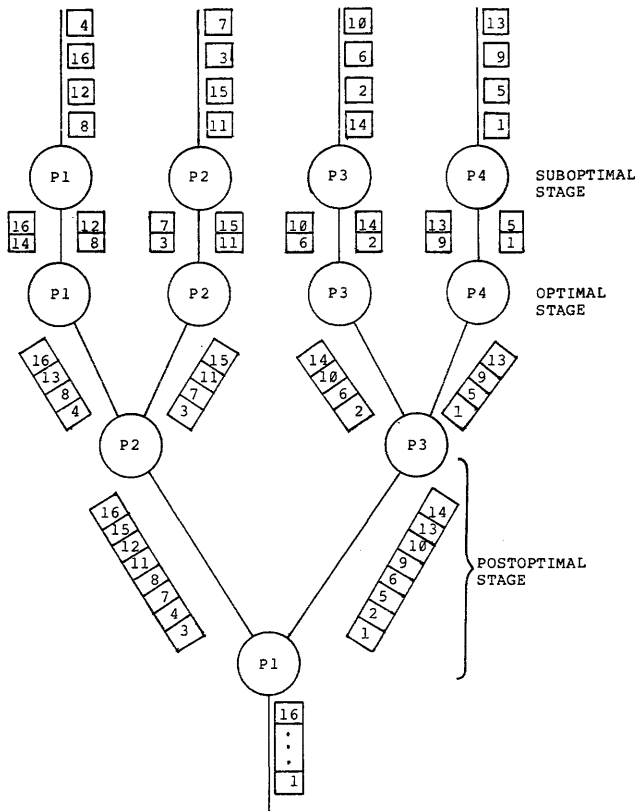 4 7 10 13
16 3 6 9
12 15 2 5
8 11 14 1
P1 P2 P3 P4 SUBOPTIMAL
STAGE
16 12 7 15 10 14 13 5
14 8 3 11 6 2 9 1
P1 P2 P3 P4 OPTIMAL
STAGE
16 15 14 13
13 11 10 9
8 7 6 5
4 3 2 1
P2 P3
16 14
15 13
12 10
11 9
8 6
7 5
4 2
3 1
POSTOPTIMAL
STAGE
P1
16
1